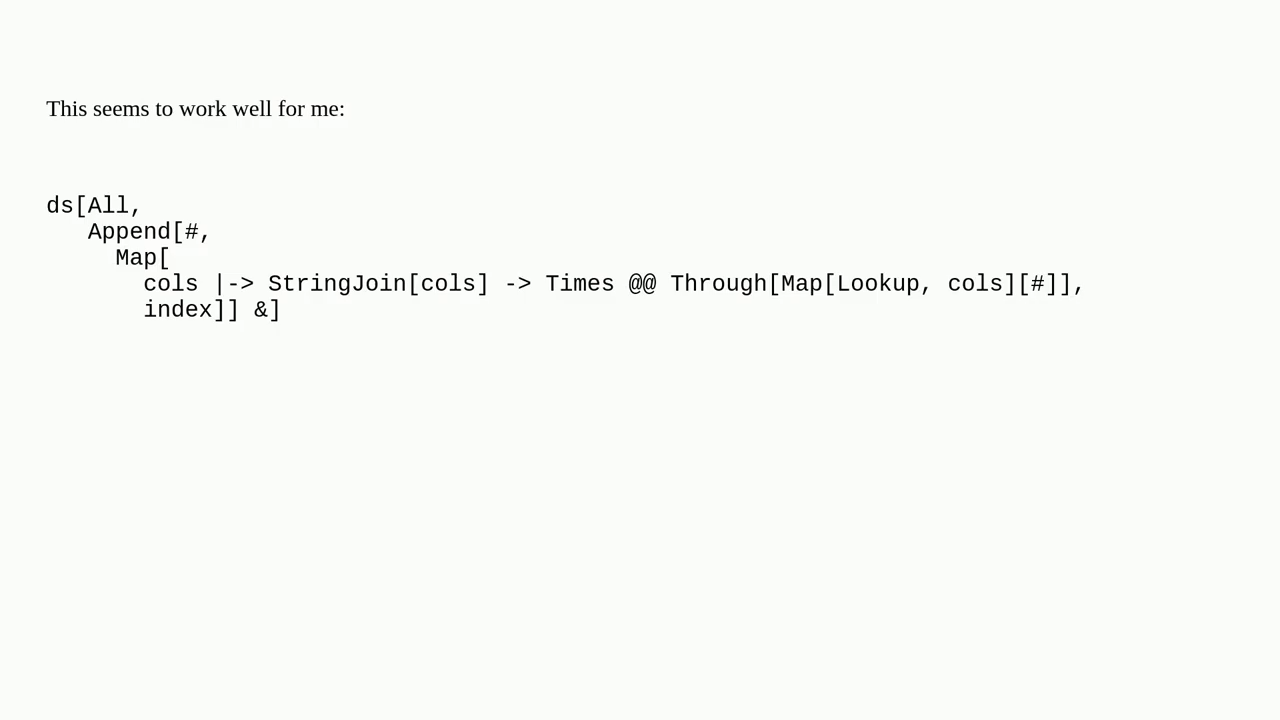 This seems to work well for me:
ds[All,
   Append[#,
     Map[
       cols |-> StringJoin[cols] -> Times @@ Through[Map[Lookup, cols][#]],
       index]] &]